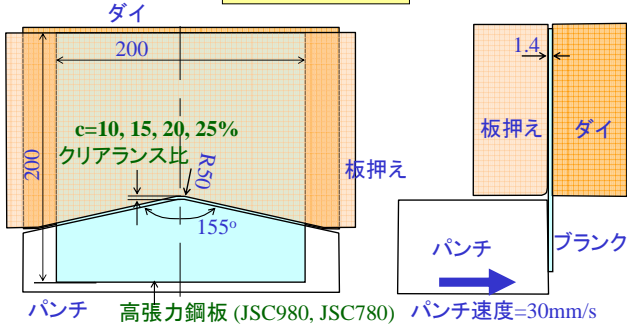 ダイ
200
c=10, 15, 20, 25%
クリアランス比
R50
200
板押え
155°
パンチ
高張力鋼板 (JSC980, JSC780)
1.4
板押え
ダイ
パンチ
ブランク
パンチ速度=30mm/s